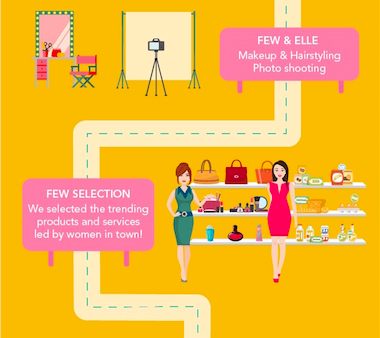 FEW & ELLE
Makeup & Hairstyling
Photo shooting
FEW SELECTION
We selected the trending
products and services
led by women in town!